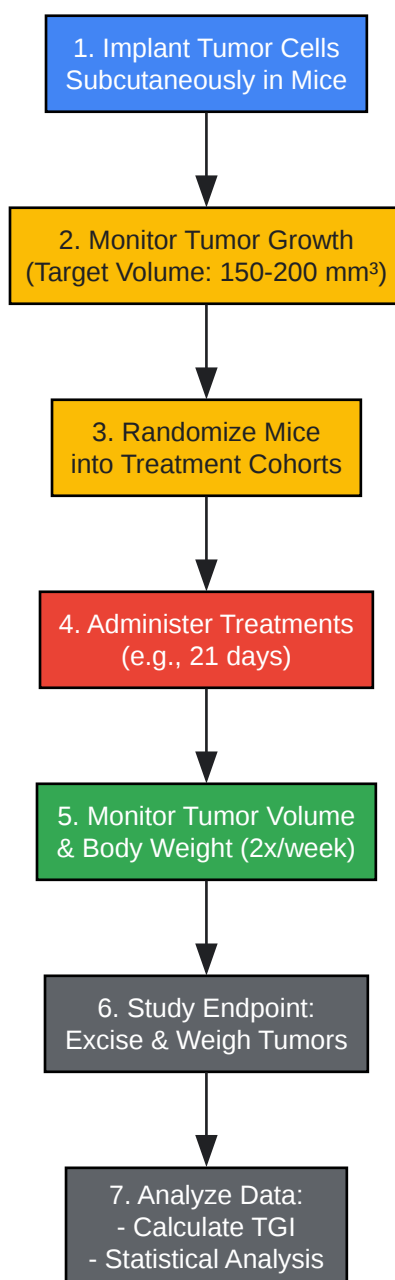 1. Implant Tumor Cells
Subcutaneously in Mice
2. Monitor Tumor Growth
(Target Volume: 150-200 mm³)
3. Randomize Mice
into Treatment Cohorts
4. Administer Treatments
(e.g., 21 days)
5. Monitor Tumor Volume
& Body Weight (2x/week)
6. Study Endpoint:
Excise & Weigh Tumors
7. Analyze Data:
- Calculate TGI
- Statistical Analysis